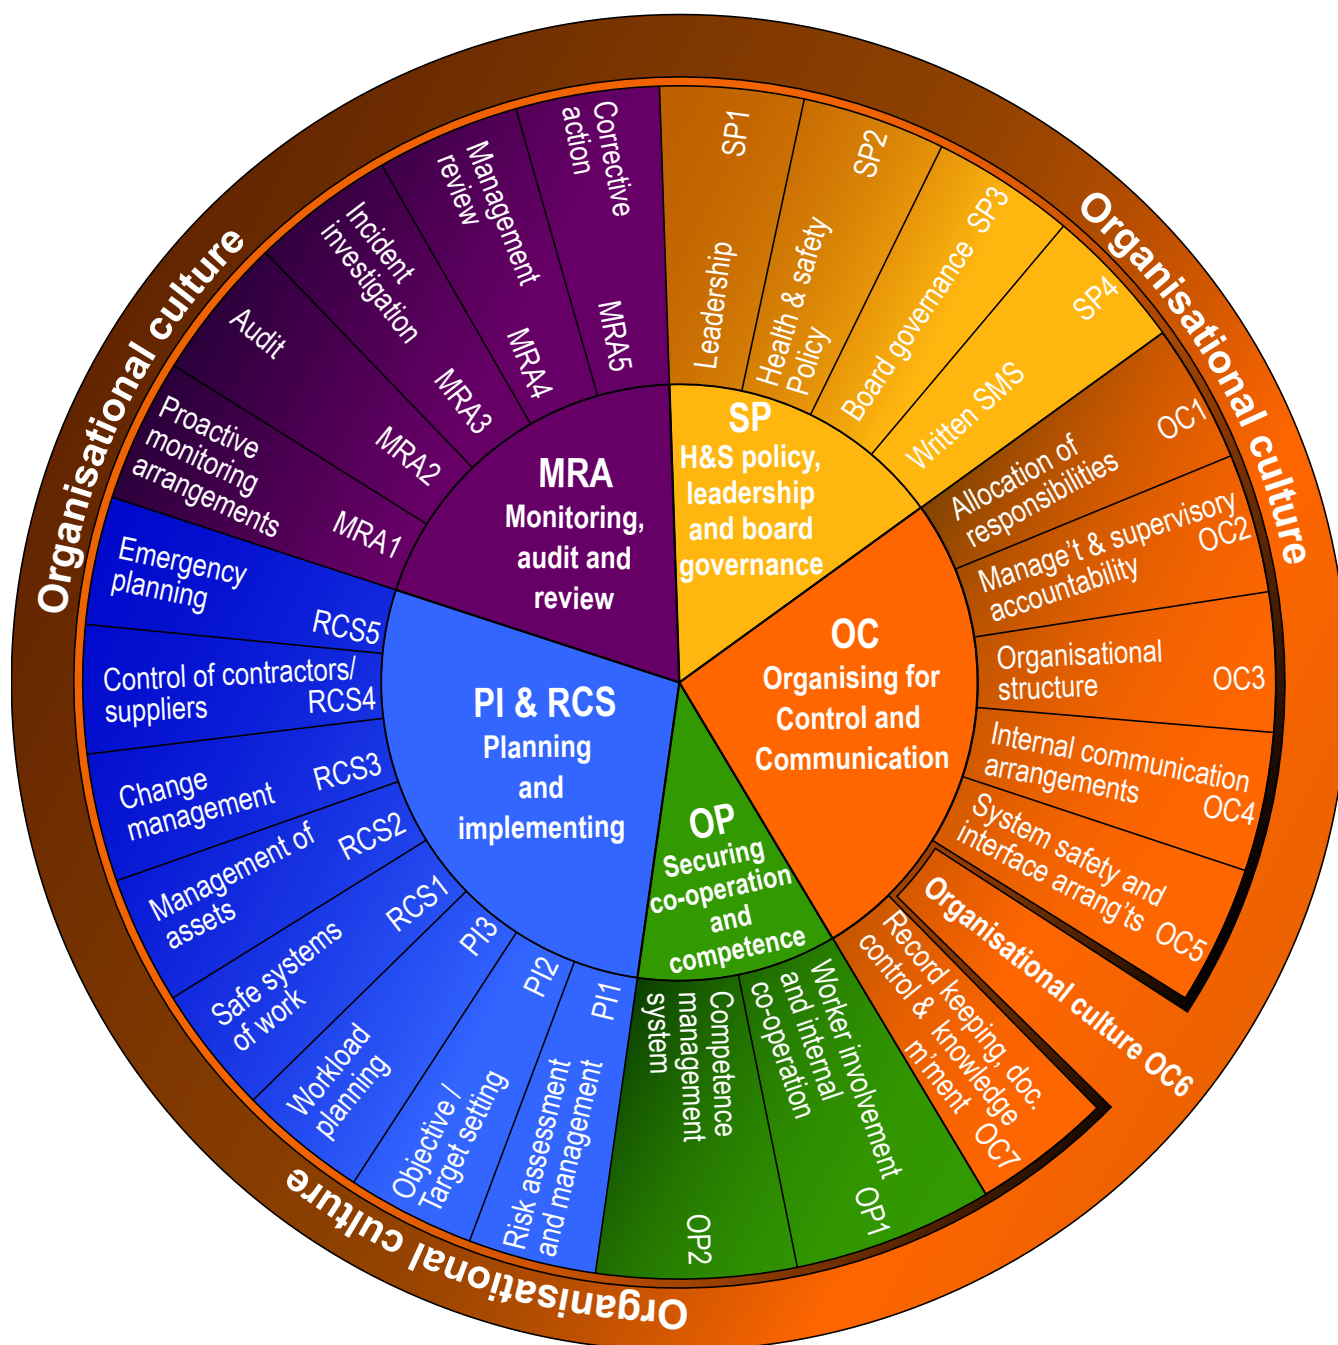 Organisational culture
Organisational culture
Organisational culture
SP
H&S policy,
leadership
and board
governance
SP1
Leadership
SP2
Health & safety
Policy
SP3
Board governance
SP4
Written SMS
OC
Organising for
Control and
Communication
Allocation of
responsibilities
OC1
Manage't & supervisory
accountability
OC2
Organisational
structure
OC3
Internal communication
arrangements
OC4
System safety and
interface arrang'ts
OC5
Organisational culture OC6
Record keeping, doc.
control & knowledge
m'ment
OC7
OP
Securing
co-operation
and
competence
Worker involvement
and internal
co-operation
OP1
Competence
management
system
OP2
PI & RCS
Planning
and
implementing
PI1
Risk assessment
and management
PI2
Objective /
Target setting
PI3
Workload
planning
RCS1
Safe systems
of work
RCS2
Management of
assets
RCS3
Change
management
Control of contractors/
suppliers
RCS4
Emergency
planning
RCS5
MRA
Monitoring,
audit and
review
Proactive
monitoring
arrangements
MRA1
Audit
MRA2
Incident
investigation
MRA3
Management
review
MRA4
Corrective
action
MRA5